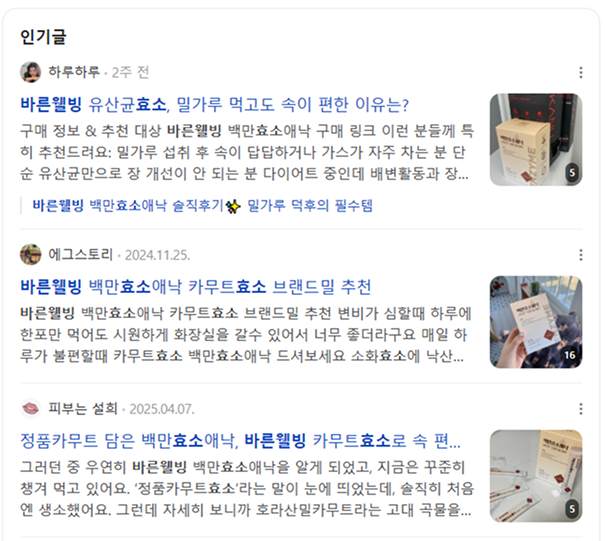 인기글
하루하루 · 2주 전
바른웰빙 유산균효소, 밀가루 먹고도 속이 편한 이유는?
구매 정보 & 추천 대상 바른웰빙 백만효소애낙 구매 링크 이런 분들께 특
히 추천드려요: 밀가루 섭취 후 속이 답답하거나 가스가 자주 차는 분 단
순 유산균만으로 장 개선이 안 되는 분 다이어트 중인데 배변활동과 장...
5
바른웰빙 백만효소애낙 솔직후기✨ 밀가루 덕후의 필수템
에그스토리 · 2024.11.25.
바른웰빙 백만효소애낙 카무트효소 브랜드밀 추천
바른웰빙 백만효소애낙 카무트효소 브랜드밀 추천 변비가 심할때 하루에
한포만 먹어도 시원하게 화장실을 갈수 있어서 너무 좋더라구요 매일 하
루가 불편할때 카무트효소 백만효소애낙 드셔보세요 소화효소에 낙산...
16
피부는 설희 · 2025.04.07.
정품카무트 담은 백만효소애낙, 바른웰빙 카무트효소로 속 편...
그러던 중 우연히 바른웰빙 백만효소애낙을 알게 되었고, 지금은 꾸준히
챙겨 먹고 있어요. ‘정품카무트효소’라는 말이 눈에 띄었는데, 솔직히 처음
엔 생소했어요. 그런데 자세히 보니까 호라산밀카무트라는 고대 곡물을...
5